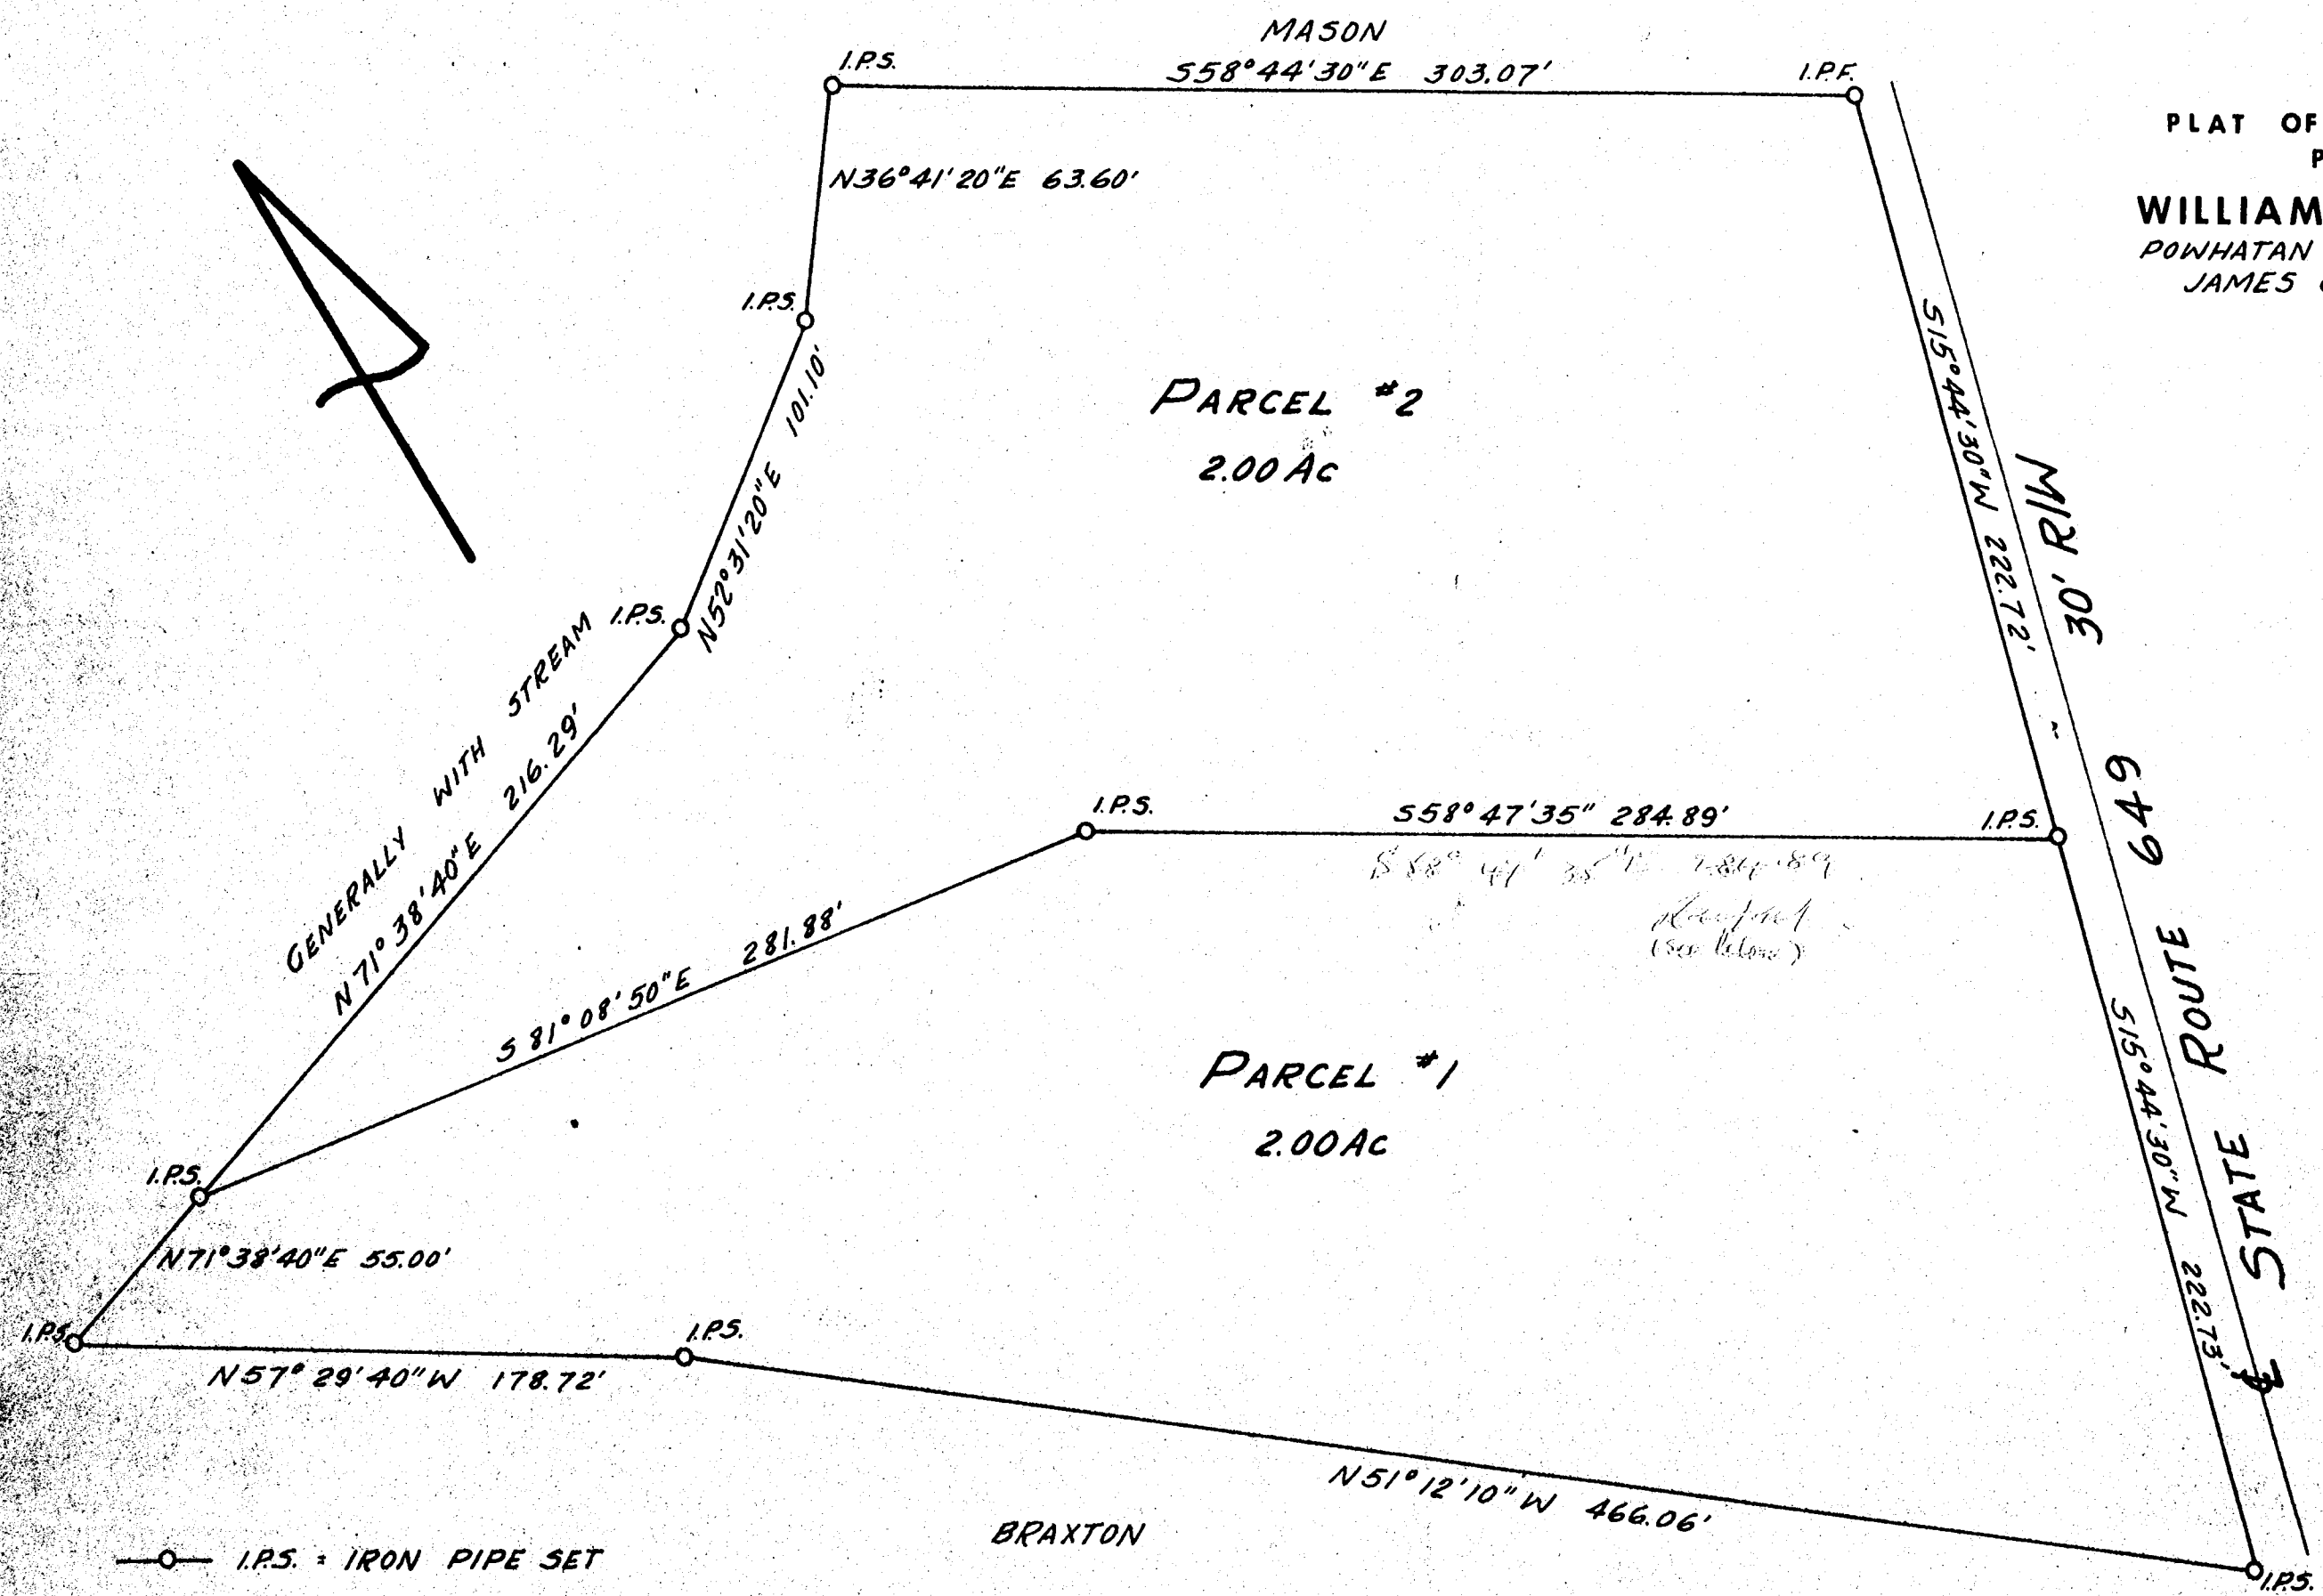 MASON
I.P.S.
S58°44'30"E 303.07'
I.P.F.
PLAT OF
P
WILLIAM
POWHATAN
JAMES
N36°41'20"E 63.60'
I.P.S.
N52°31'20"E 101.10'
PARCEL #2
2.00 AC
S15°44'30"W 222.72'
30' R/W
I.P.S.
GENERALLY WITH STREAM
N71°38'40"E 216.29'
I.P.S.
S58°47'35" 284.89'
I.P.S.
284.89
(see below)
STATE ROUTE 649
S81°08'50"E 281.88'
PARCEL #1
2.00 AC
S15°44'30"W 222.73'
℄
I.P.S.
N71°38'40"E 55.00'
I.P.S.
I.P.S.
N57°29'40"W 178.72'
N51°12'10"W 466.06'
BRAXTON
I.P.S. = IRON PIPE SET
I.P.S.